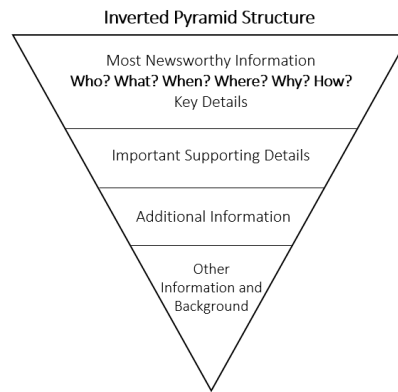 Inverted Pyramid Structure
Most Newsworthy Information
Who? What? When? Where? Why? How?
Key Details
Important Supporting Details
Additional Information
Other
Information and
Background